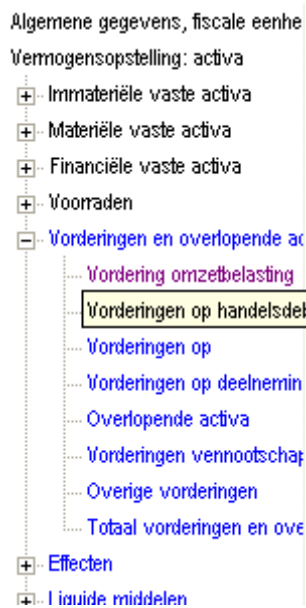 Algemene gegevens, fiscale eenhe
Vermogensopstelling: activa
Immateriële vaste activa
Materiële vaste activa
Financiële vaste activa
Voorraden
Vorderingen en overlopende ac
Vordering omzetbelasting
Vorderingen op handelsdeb
Vorderingen op
Vorderingen op deelnemin
Overlopende activa
Vorderingen vennootschap
Overige vorderingen
Totaal vorderingen en ove
Effecten
Liquide middelen